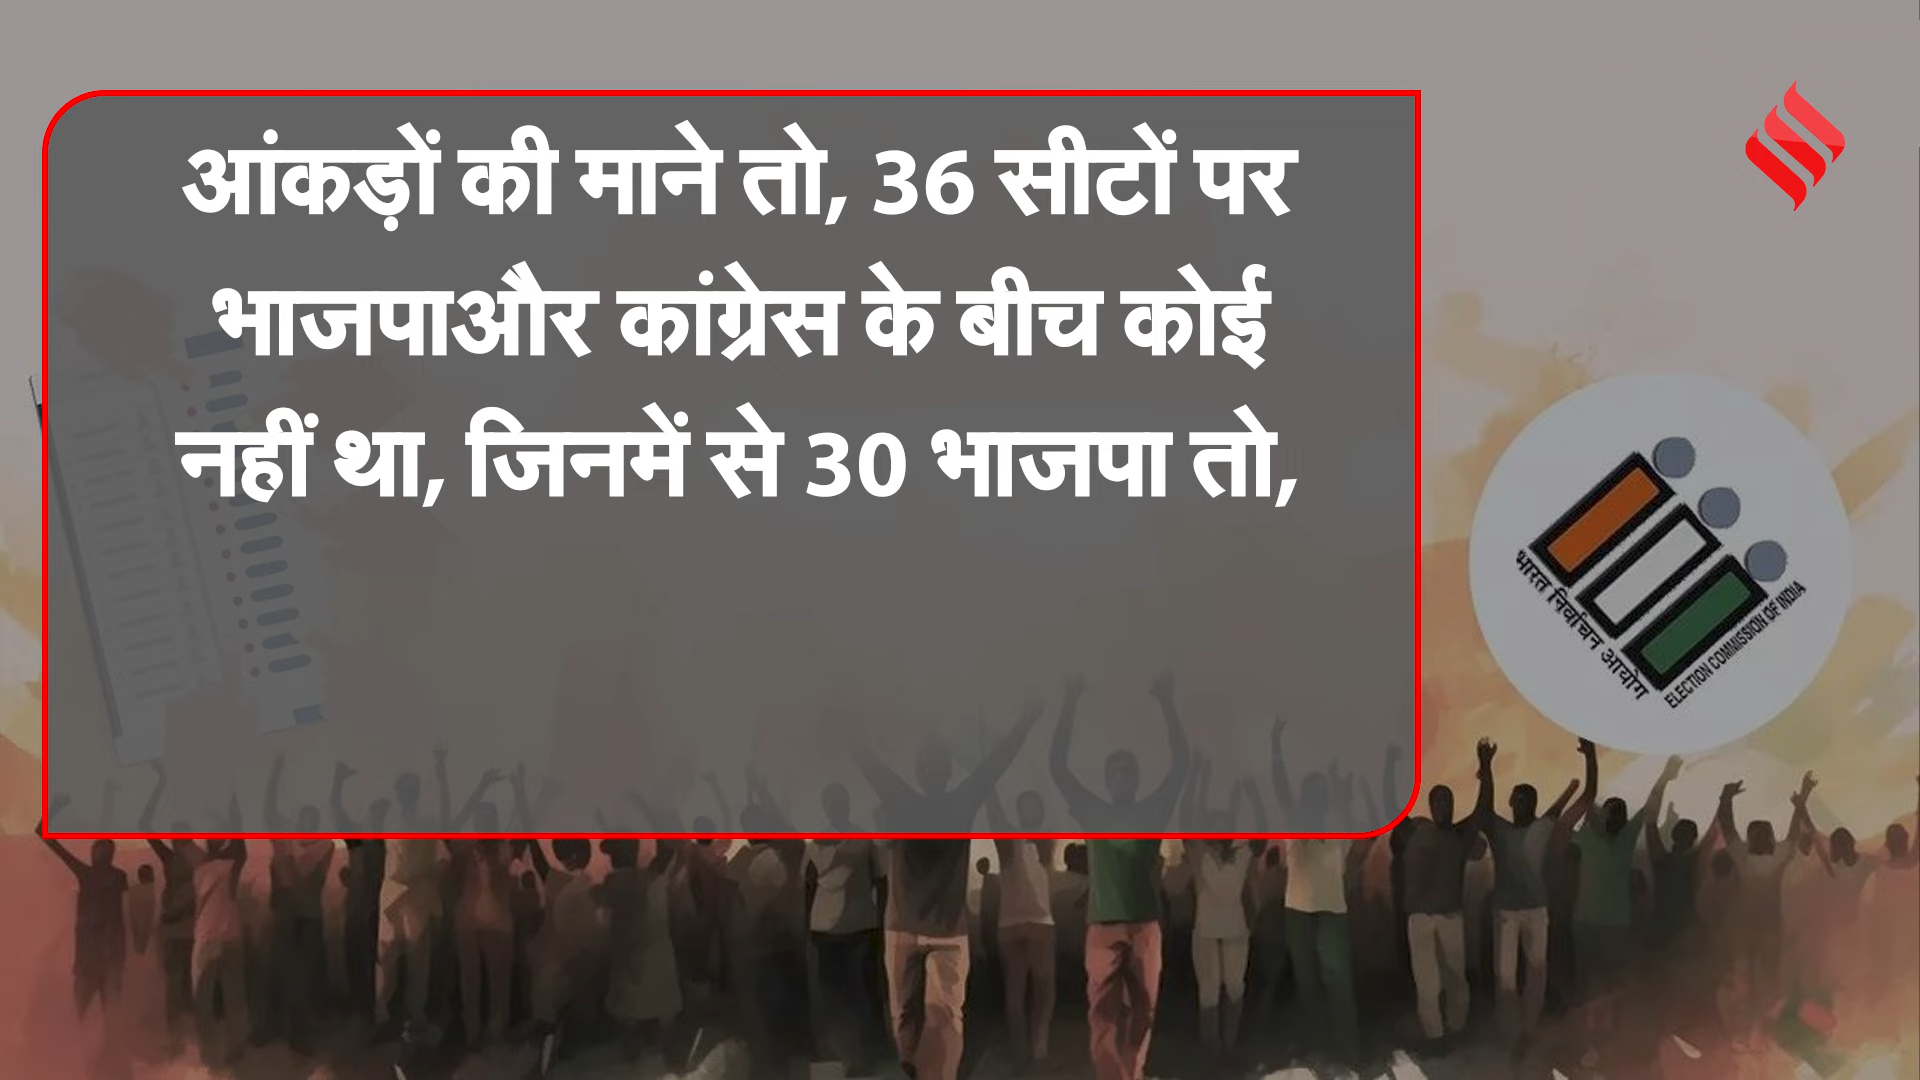 आंकड़ों की माने तो, 36 सीटों पर
भाजपाऔर कांग्रेस के बीच कोई
नहीं था, जिनमें से 30 भाजपा तो,
भारत निर्वाचन आयोग
ELECTION COMMISSION OF INDIA